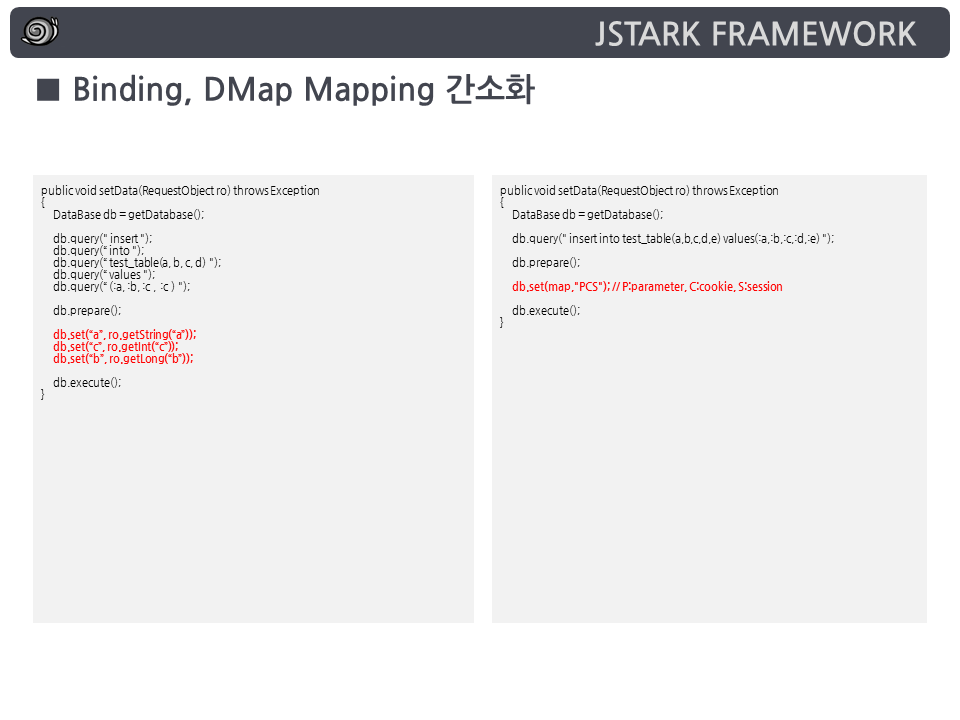 JSTARK FRAMEWORK
■ Binding, DMap Mapping 간소화
public void setData(RequestObject ro) throws Exception
{
DataBase db = getDatabase();
db.query(" insert ");
db.query(“ into ");
db.query(“ test_table(a, b, c, d) ");
db.query(“ values ");
db.query(“ (:a, :b, :c , :c ) ");
db.prepare();
db.set(“a”, ro.getString(“a”));
db.set(“c”, ro.getInt(“c”));
db.set(“b”, ro.getLong(“b”));
db.execute();
}
public void setData(RequestObject ro) throws Exception
{
DataBase db = getDatabase();
db.query(" insert into test_table(a,b,c,d,e) values(:a,:b,:c,:d,:e) ");
db.prepare();
db.set(map,"PCS"); // P:parameter, C:cookie, S:session
db.execute();
}